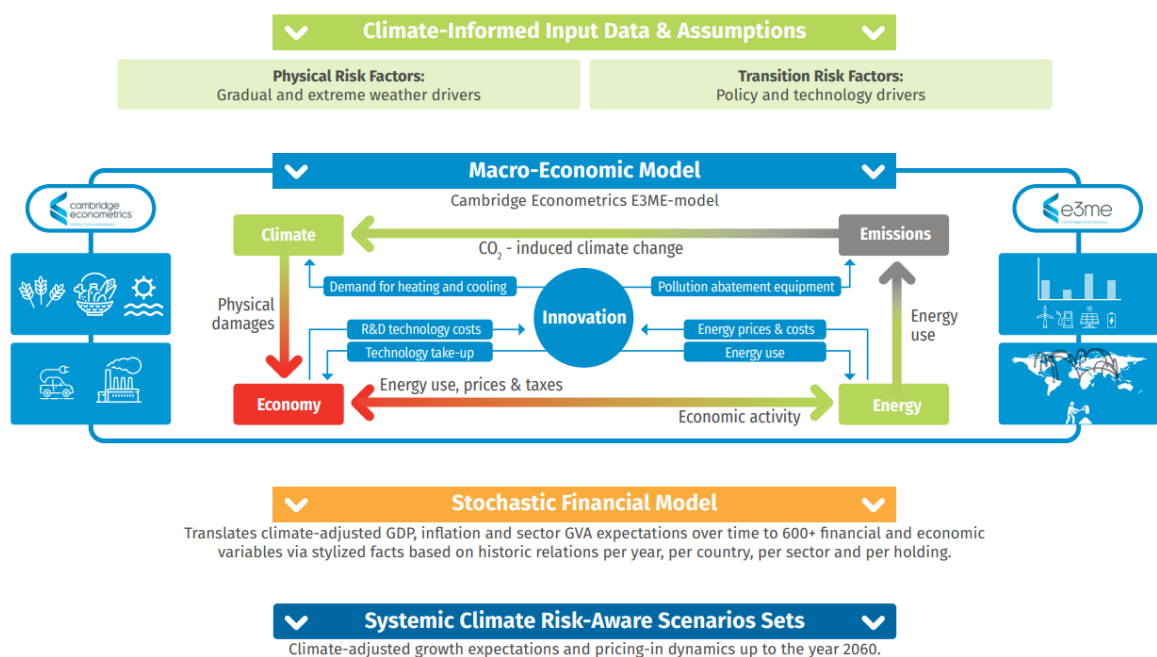 Climate-Informed Input Data & Assumptions
Physical Risk Factors:
Gradual and extreme weather drivers
Transition Risk Factors:
Policy and technology drivers
Macro-Economic Model
Cambridge Econometrics E3ME-model
cambridge
econometrics
e3me
Climate
Emissions
CO₂ - induced climate change
Demand for heating and cooling
Pollution abatement equipment
Physical
damages
Innovation
Energy
use
R&D technology costs
Energy prices & costs
Technology take-up
Energy use
Energy use, prices & taxes
Economy
Energy
Economic activity
Stochastic Financial Model
Translates climate-adjusted GDP, inflation and sector GVA expectations over time to 600+ financial and economic
variables via stylized facts based on historic relations per year, per country, per sector and per holding.
Systemic Climate Risk-Aware Scenarios Sets
Climate-adjusted growth expectations and pricing-in dynamics up to the year 2060.